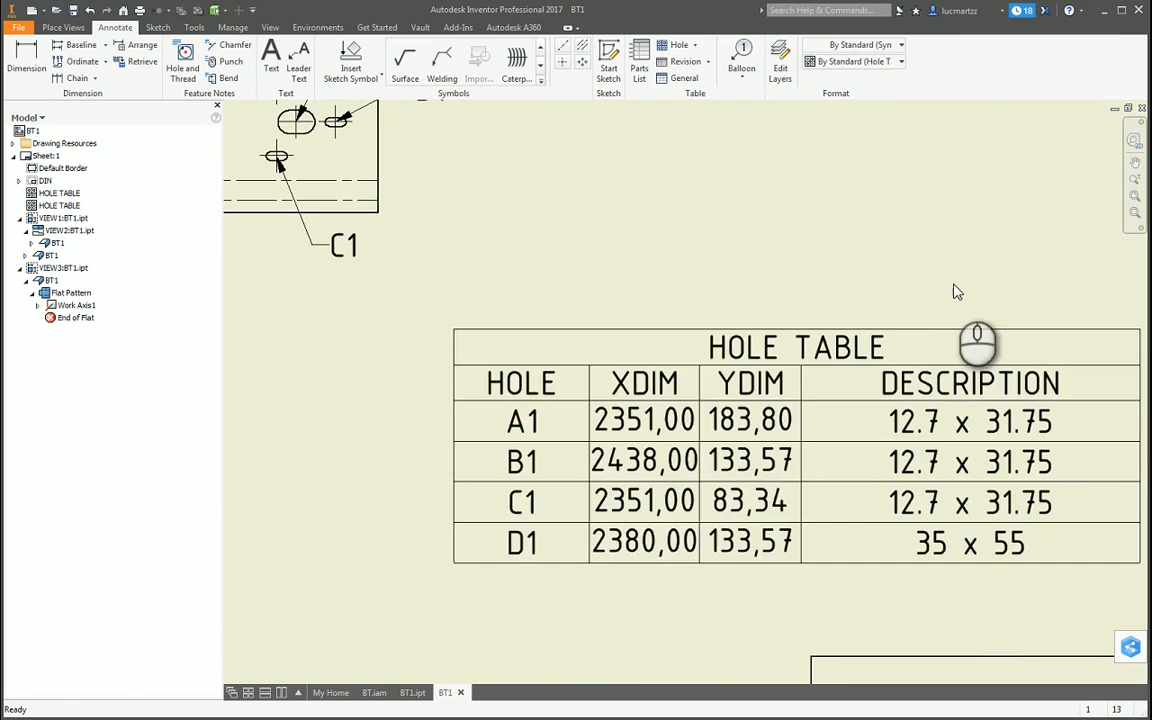 Autodesk Inventor Professional 2017 BT1
Search Help & Commands...
lucmartzz
18
File Place Views Annotate Sketch Tools Manage View Environments Get Started Vault Add-Ins Autodesk A360
Dimension
Baseline
Ordinate
Chain
Arrange
Retrieve
Dimension
Hole and Thread
Chamfer
Punch
Bend
Feature Notes
Text
Leader Text
Text
Insert Sketch Symbol
Surface
Welding
Impor...
Caterp...
Symbols
Start Sketch
Sketch
Parts List
Hole
Revision
General
Table
Balloon
Edit Layers
By Standard (Syn
By Standard (Hole T
Format
Model
BT1
Drawing Resources
Sheet:1
Default Border
DIN
HOLE TABLE
HOLE TABLE
VIEW1:BT1.ipt
VIEW2:BT1.ipt
BT1
BT1
VIEW3:BT1.ipt
BT1
Flat Pattern
Work Axis1
End of Flat
C1
HOLE TABLE
HOLE XDIM YDIM DESCRIPTION
A1 2351,00 183,80 12.7 x 31.75
B1 2438,00 133,57 12.7 x 31.75
C1 2351,00 83,34 12.7 x 31.75
D1 2380,00 133,57 35 x 55
My Home BT.iam BT1.ipt BT1
Ready 1 13